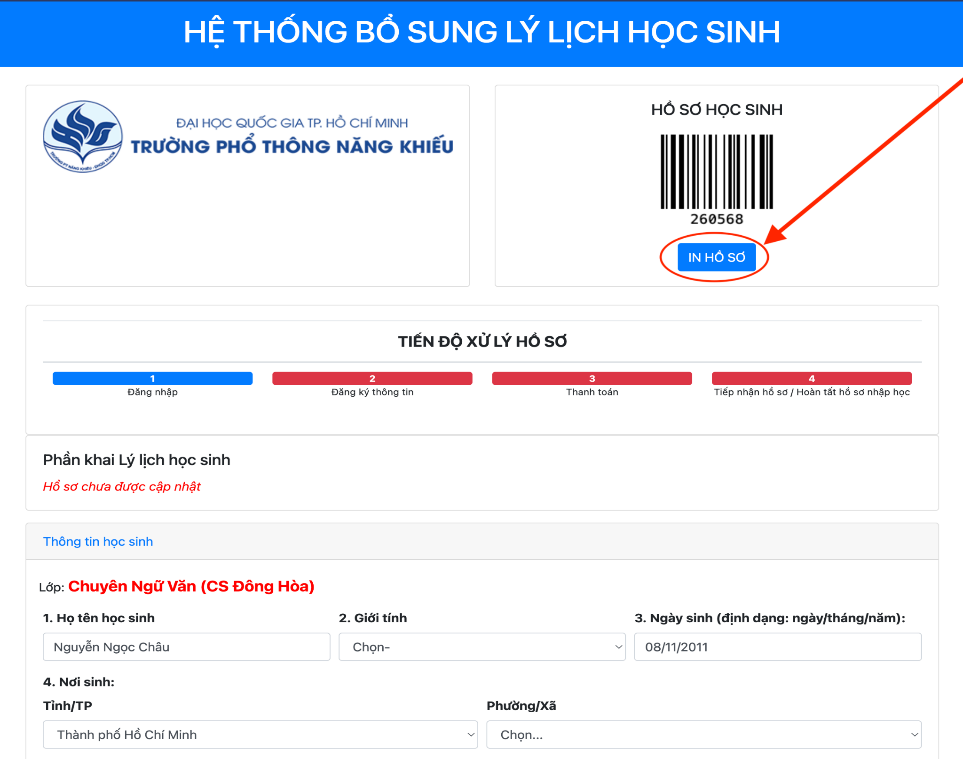 HỆ THỐNG BỔ SUNG LÝ LỊCH HỌC SINH
ĐẠI HỌC QUỐC GIA TP. HỒ CHÍ MINH
TRƯỜNG PHỔ THÔNG NĂNG KHIẾU
HỒ SƠ HỌC SINH
260568
IN HỒ SƠ
TIẾN ĐỘ XỬ LÝ HỒ SƠ
1 2 3 4
Đăng nhập Đăng ký thông tin Thanh toán Tiếp nhận hồ sơ / Hoàn tất hồ sơ nhập học
Phần khai Lý lịch học sinh
Hồ sơ chưa được cập nhật
Thông tin học sinh
Lớp: Chuyên Ngữ Văn (CS Đông Hòa)
1. Họ tên học sinh 2. Giới tính 3. Ngày sinh (định dạng: ngày/tháng/năm):
Nguyễn Ngọc Châu Chọn- 08/11/2011
4. Nơi sinh:
Tỉnh/TP Phường/Xã
Thành phố Hồ Chí Minh Chọn...